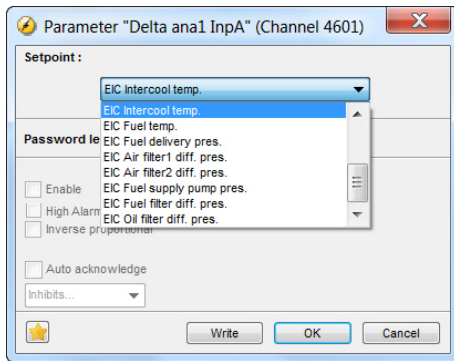 Parameter "Delta ana1 InpA" (Channel 4601)
Setpoint :
EIC Intercool temp.
EIC Intercool temp.
EIC Fuel temp.
EIC Fuel delivery pres.
EIC Air filter1 diff. pres.
EIC Air filter2 diff. pres.
EIC Fuel supply pump pres.
EIC Fuel filter diff. pres.
EIC Oil filter diff. pres.
Password le
Enable
High Alarm
Inverse proportional
Auto acknowledge
Inhibits...
Write OK Cancel